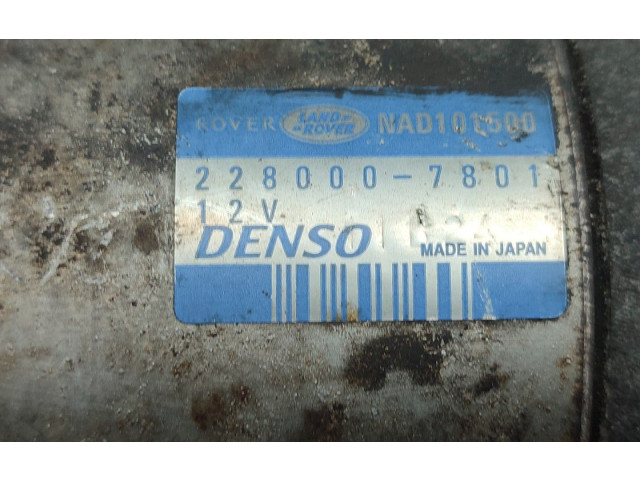 ROVER LAND ROVER NAD101500
228000-7801
12V
DENSO MADE IN JAPAN